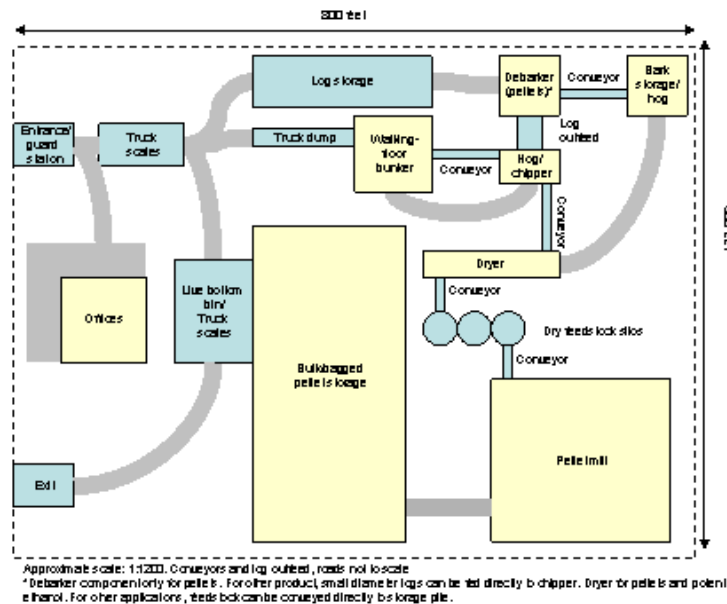 800 feet
Log storage
Debarker
(pellets)*
Conveyor
Bark
storage/
hog
Entrance/
guard
station
Truck
scales
Truck dump
Walking-
floor
bunker
Log
outfeed
Conveyor
Hog/
chipper
Conveyor
Dryer
Offices
Live bottom
bin/
Truck
scales
Conveyor
Dry feedstock silos
Conveyor
Bulk/bagged
pellet storage
Pellet mill
Exit
Approximate scale: 1:1200. Conveyors and log outfeed, roads not to scale
*Debarker component only for pellets. For other product, small diameter logs can be fed directly to chipper. Dryer for pellets and potenti
ethanol. For other applications, feedstock can be conveyed directly to storage pile.